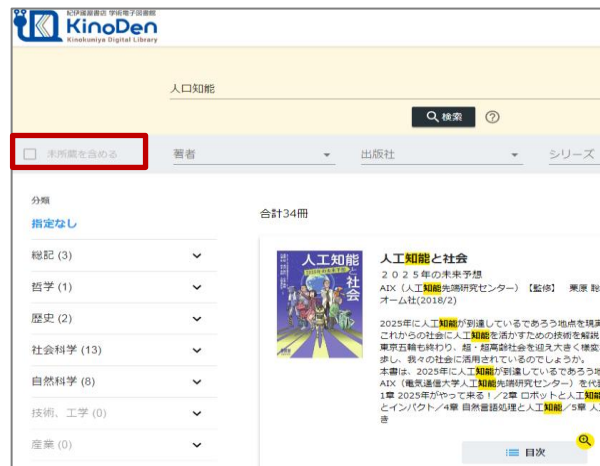 紀伊國屋書店 学術電子図書館
KinoDen
Kinokuniya Digital Library
人口知能
検索
未所蔵を含める
著者
出版社
シリーズ
分類
指定なし
合計34冊
総記 (3)
哲学 (1)
歴史 (2)
社会科学 (13)
自然科学 (8)
技術、工学 (0)
産業 (0)
人工知能
と社会
2025年の未来予想
人工知能と社会
2025年の未来予想
AIX（人工知能先端研究センター）【監修】 栗原 聡
オーム社(2018/2)
2025年に人工知能が到達しているであろう地点を現実
これからの社会に人工知能を活かすための技術を解説
東京五輪も終わり、超・超高齢社会を迎え大きく様変
歩し、我々の社会に活用されているのでしょうか。
本書は、2025年に人工知能が到達しているであろう地
AIX（電気通信大学人工知能先端研究センター）を代
1章 2025年がやって来る！／2章 ロボットと人工知能
とインパクト／4章 自然言語処理と人工知能／5章 人
き
目次